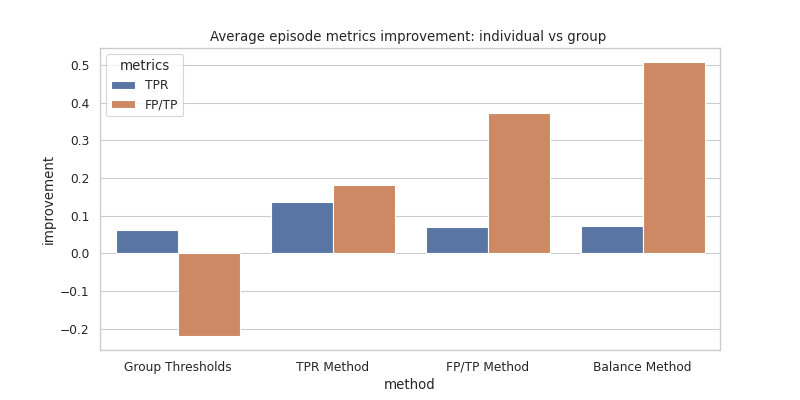 Average episode metrics improvement: individual vs group
metrics
TPR
FP/TP
improvement
0.5
0.4
0.3
0.2
0.1
0.0
−0.1
−0.2
Group Thresholds
TPR Method
FP/TP Method
Balance Method
method